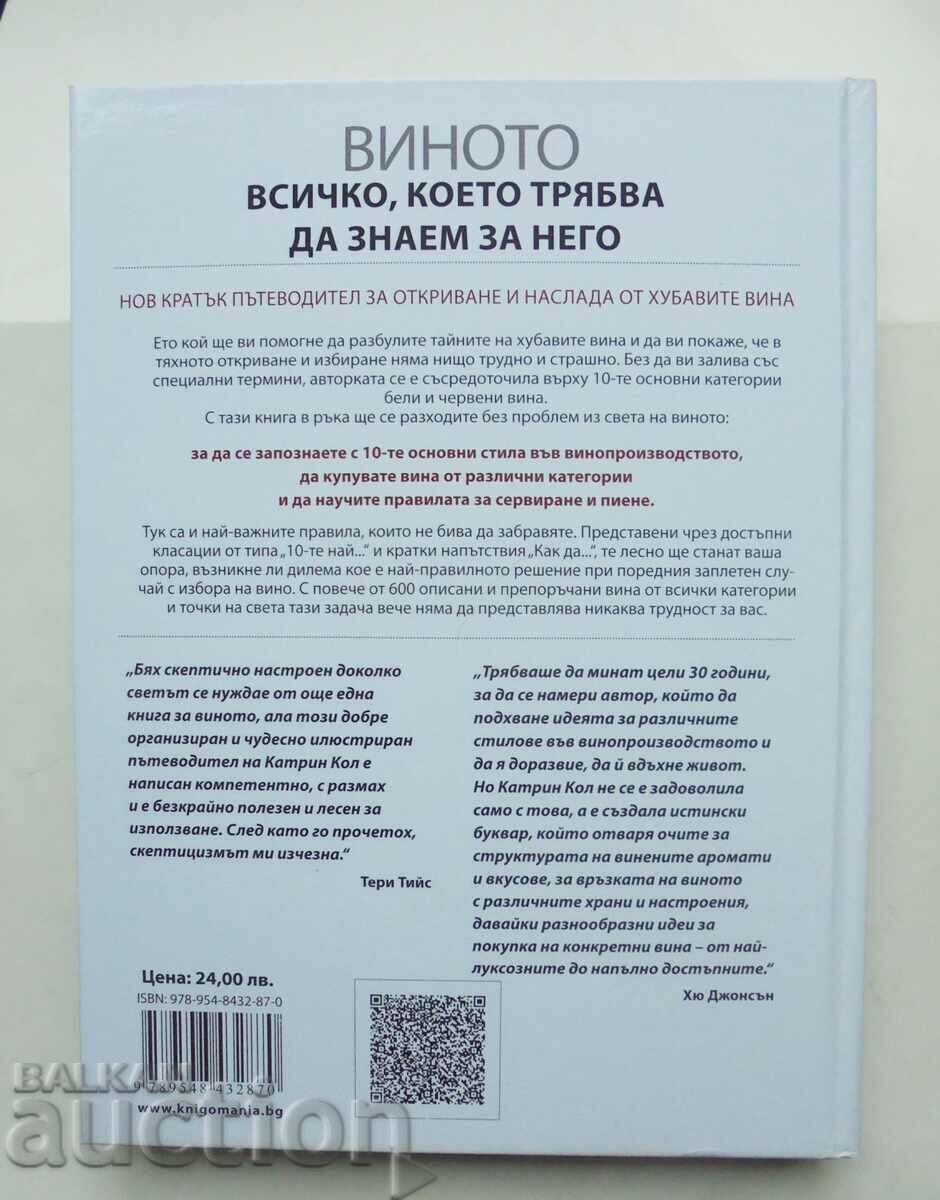 ВИНОТО
ВСИЧКО, КОЕТО ТРЯБВА
ДА ЗНАЕМ ЗА НЕГО
НОВ КРАТЪК ПЪТЕВОДИТЕЛ ЗА ОТКРИВАНЕ И НАСЛАДА ОТ ХУБАВИТЕ ВИНА
Ето кой ще ви помогне да разбулите тайните на хубавите вина и да ви покаже, че в
тяхното откриване и избиране няма нищо трудно и страшно. Без да ви залива със
специални термини, авторката се е съсредоточила върху 10-те основни категории
бели и червени вина.
С тази книга в ръка ще се разходите без проблем из света на виното:
за да се запознаете с 10-те основни стила във винопроизводството,
да купувате вина от различни категории
и да научите правилата за сервиране и пиене.
Тук са и най-важните правила, които не бива да забравяте. Представени чрез достъпни
класации от типа „10-те най...“ и кратки напътствия „Как да...“, те лесно ще станат ваша
опора, възникне ли дилема кое е най-правилното решение при поредния заплетен слу-
чай с избора на вино. С повече от 600 описани и препоръчани вина от всички категории
и точки на света тази задача вече няма да представлява никаква трудност за вас.
„Бях скептично настроен доколко
светът се нуждае от още една
книга за виното, ала този добре
организиран и чудесно илюстриран
пътеводител на Катрин Кол е
написан компетентно, с размах
и е безкрайно полезен и лесен за
използване. След като го прочетох,
скептицизмът ми изчезна.“
Тери Тийс
„Трябваше да минат цели 30 години,
за да се намери автор, който да
подхване идеята за различните
стилове във винопроизводството и
да я доразвие, да ѝ вдъхне живот.
Но Катрин Кол не се е задоволила
само с това, а е създала истински
буквар, който отваря очите за
структурата на винените аромати
и вкусове, за връзката на виното
с различните храни и настроения,
давайки разнообразни идеи за
покупка на конкретни вина – от най-
луксозните до напълно достъпните.“
Хю Джонсън
Цена: 24,00 лв.
ISBN: 978-954-8432-87-0
9 789548 432870
www.knigomania.bg
БALKAN
auction